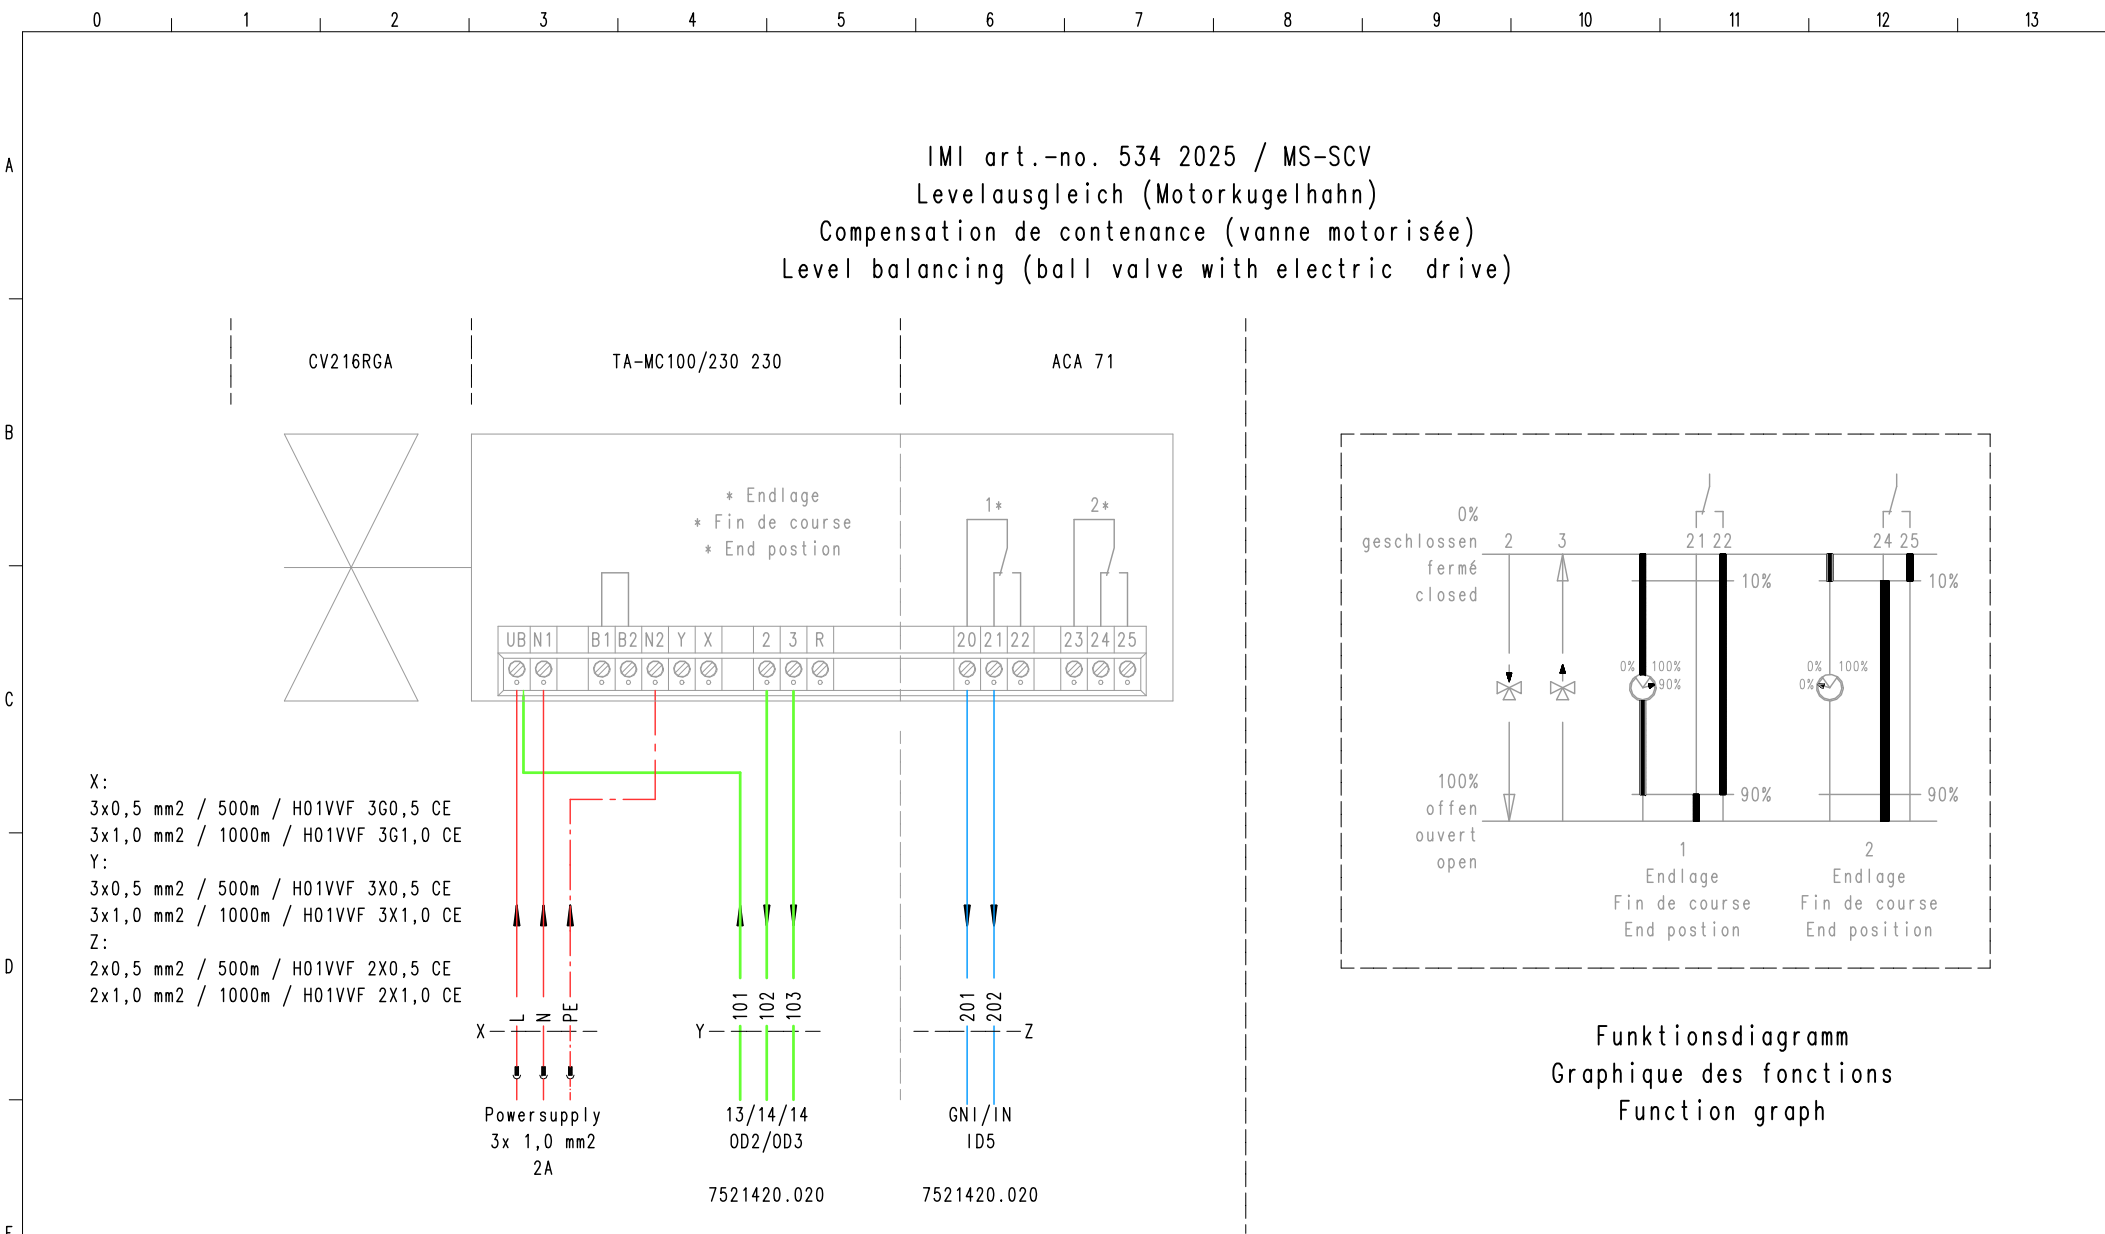 0 1 2 3 4 5 6 7 8 9 10 11 12 13
A
IMI art.-no. 534 2025 / MS-SCV
Levelausgleich (Motorkugelhahn)
Compensation de contenance (vanne motorisée)
Level balancing (ball valve with electric drive)
CV216RGA
TA-MC100/230 230
ACA 71
B
* Endlage
* Fin de course
* End postion
1*
2*
UB N1 B1 B2 N2 Y X 2 3 R 20 21 22 23 24 25
C
X:
3x0,5 mm2 / 500m / H01VVF 3G0,5 CE
3x1,0 mm2 / 1000m / H01VVF 3G1,0 CE
Y:
3x0,5 mm2 / 500m / H01VVF 3X0,5 CE
3x1,0 mm2 / 1000m / H01VVF 3X1,0 CE
Z:
2x0,5 mm2 / 500m / H01VVF 2X0,5 CE
2x1,0 mm2 / 1000m / H01VVF 2X1,0 CE
D
L N PE
101 102 103
201 202
X
Y
Z
Powersupply
3x 1,0 mm2
2A
13/14/14
OD2/OD3
7521420.020
GNI/IN
ID5
7521420.020
E
0%
geschlossen
fermé
closed
2
3
21 22
24 25
10%
10%
0% 100%
90%
0% 100%
0%
100%
offen
ouvert
open
90%
90%
1
Endlage
Fin de course
End postion
2
Endlage
Fin de course
End position
Funktionsdiagramm
Graphique des fonctions
Function graph